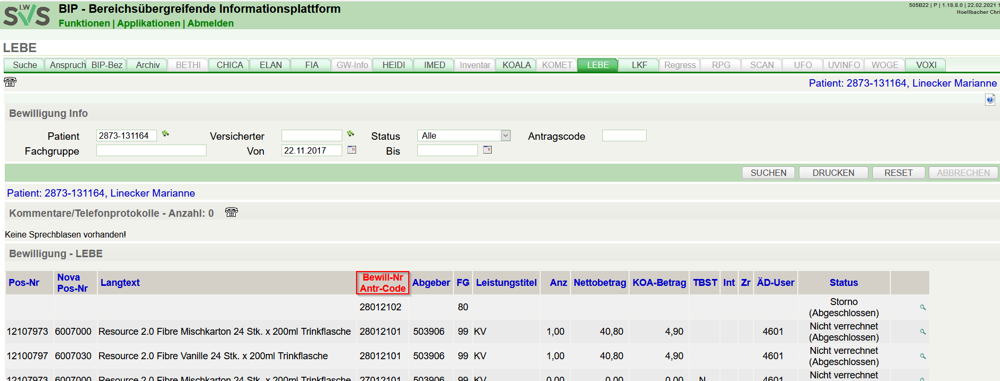 LW
SVS
BIP - Bereichsübergreifende Informationsplattform
505B22 | P | 1.18.8.0 | 22.02.2021 1
Hoellbacher Chri
Funktionen | Applikationen | Abmelden
LEBE
Suche Anspruch BIP-Bez Archiv BETHI CHICA ELAN FIA GW-Info HEIDI IMED Inventar KOALA KOMET LEBE LKF Regress RPG SCAN UFO UVINFO WOGE VOXI
Patient: 2873-131164, Linecker Marianne
Bewilligung Info
Patient 2873-131164 Versicherter Status Alle Antragscode
Fachgruppe Von 22.11.2017 Bis
SUCHEN DRUCKEN RESET ABBRECHEN
Patient: 2873-131164, Linecker Marianne
Kommentare/Telefonprotokolle - Anzahl: 0
Keine Sprechblasen vorhanden!
Bewilligung - LEBE
Pos-Nr Nova Pos-Nr Langtext Bewill-Nr Antr-Code Abgeber FG Leistungstitel Anz Nettobetrag KOA-Betrag TBST Int Zr ÄD-User Status
28012102 80 Storno (Abgeschlossen)
12107973 6007000 Resource 2.0 Fibre Mischkarton 24 Stk. x 200ml Trinkflasche 28012101 503906 99 KV 1,00 40,80 4,90 4601 Nicht verrechnet (Abgeschlossen)
12100797 6007030 Resource 2.0 Fibre Vanille 24 Stk. x 200ml Trinkflasche 28012101 503906 99 KV 1,00 40,80 4,90 4601 Nicht verrechnet (Abgeschlossen)
12107973 6007000 Resource 2.0 Fibre Mischkarton 24 Stk. x 200ml Trinkflasche 27012101 503906 99 KV 0,00 0,00 0,00 N 4601 Nicht verrechnet